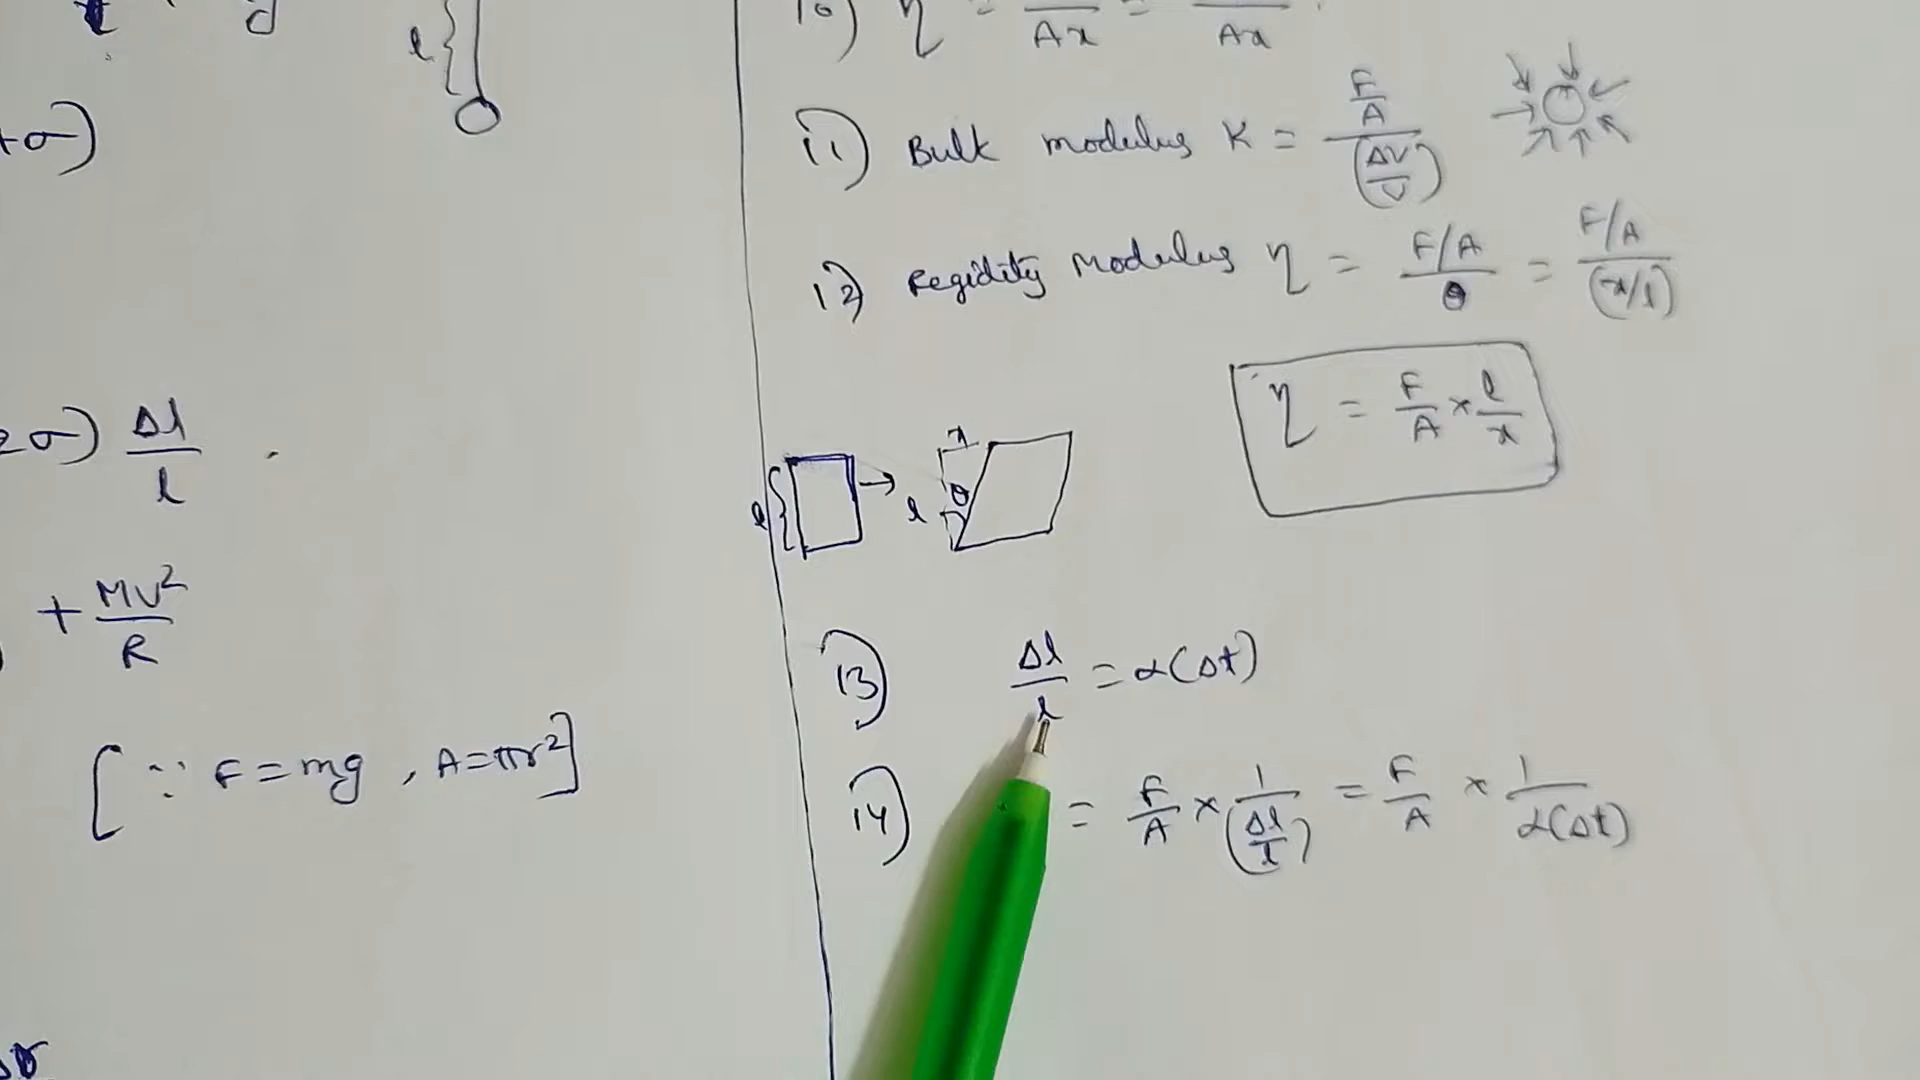 l
+σ)
2σ) Δl/l .
+ MV²/R
[∵ F = mg , A = πr²]
10) η = /Ax = /Ax
11) Bulk modulus K = (F/A)/(ΔV/V)
12) Regidity modulus η = (F/A)/θ = (F/A)/(x/l)
η = F/A × l/x
l
x
θ
l
13) Δl/l = α(Δt)
14) = F/A × 1/(Δl/l) = F/A × 1/α(Δt)